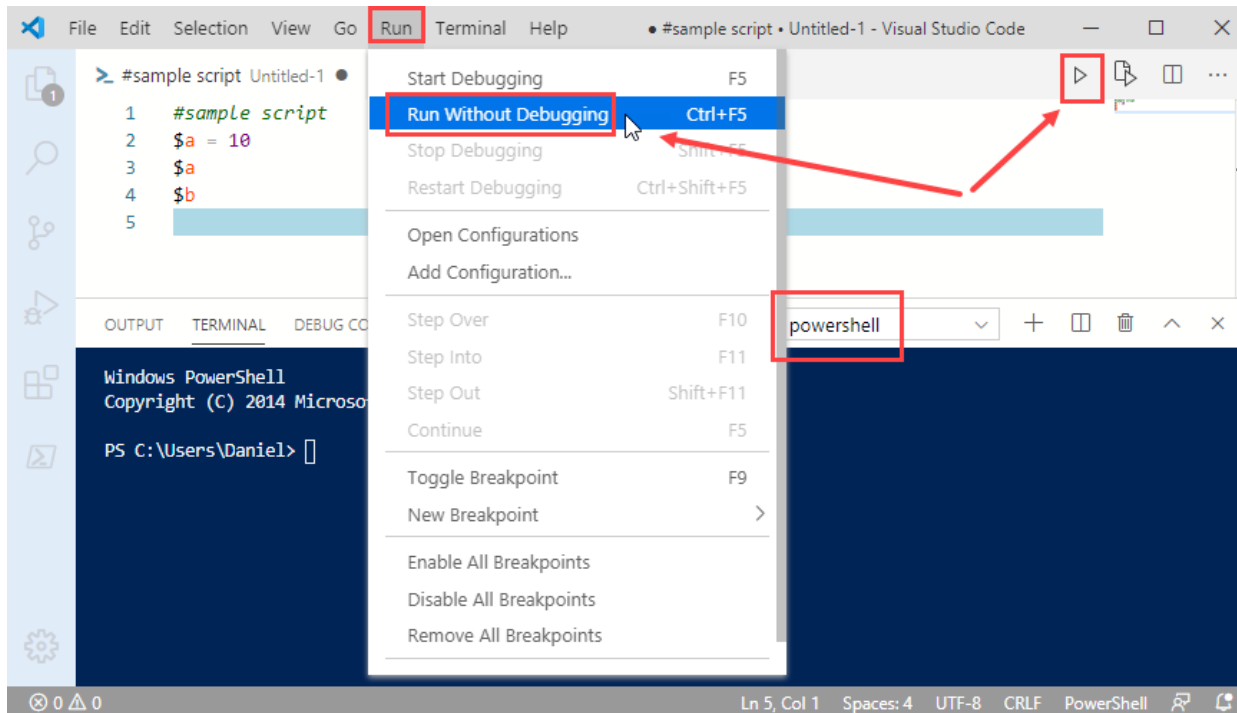 File Edit Selection View Go Run Terminal Help ● #sample script • Untitled-1 - Visual Studio Code
#sample script Untitled-1 ●
1
1 #sample script
2 $a = 10
3 $a
4 $b
5
Start Debugging F5
Run Without Debugging Ctrl+F5
Stop Debugging Shift+F5
Restart Debugging Ctrl+Shift+F5
Open Configurations
Add Configuration...
Step Over F10
Step Into F11
Step Out Shift+F11
Continue F5
Toggle Breakpoint F9
New Breakpoint
Enable All Breakpoints
Disable All Breakpoints
Remove All Breakpoints
OUTPUT TERMINAL DEBUG CO
powershell
Windows PowerShell
Copyright (C) 2014 Microso
PS C:\Users\Daniel>
0 0 Ln 5, Col 1 Spaces: 4 UTF-8 CRLF PowerShell